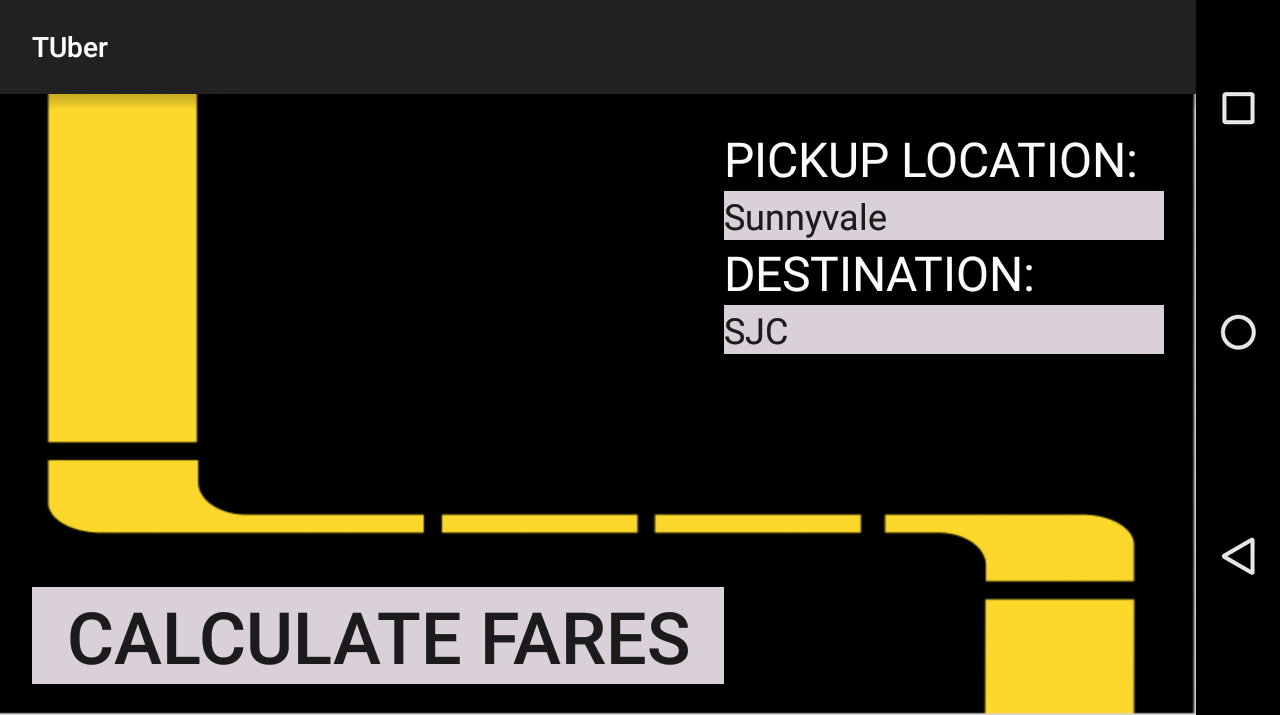 TUber
PICKUP LOCATION:
Sunnyvale
DESTINATION:
SJC
CALCULATE FARES